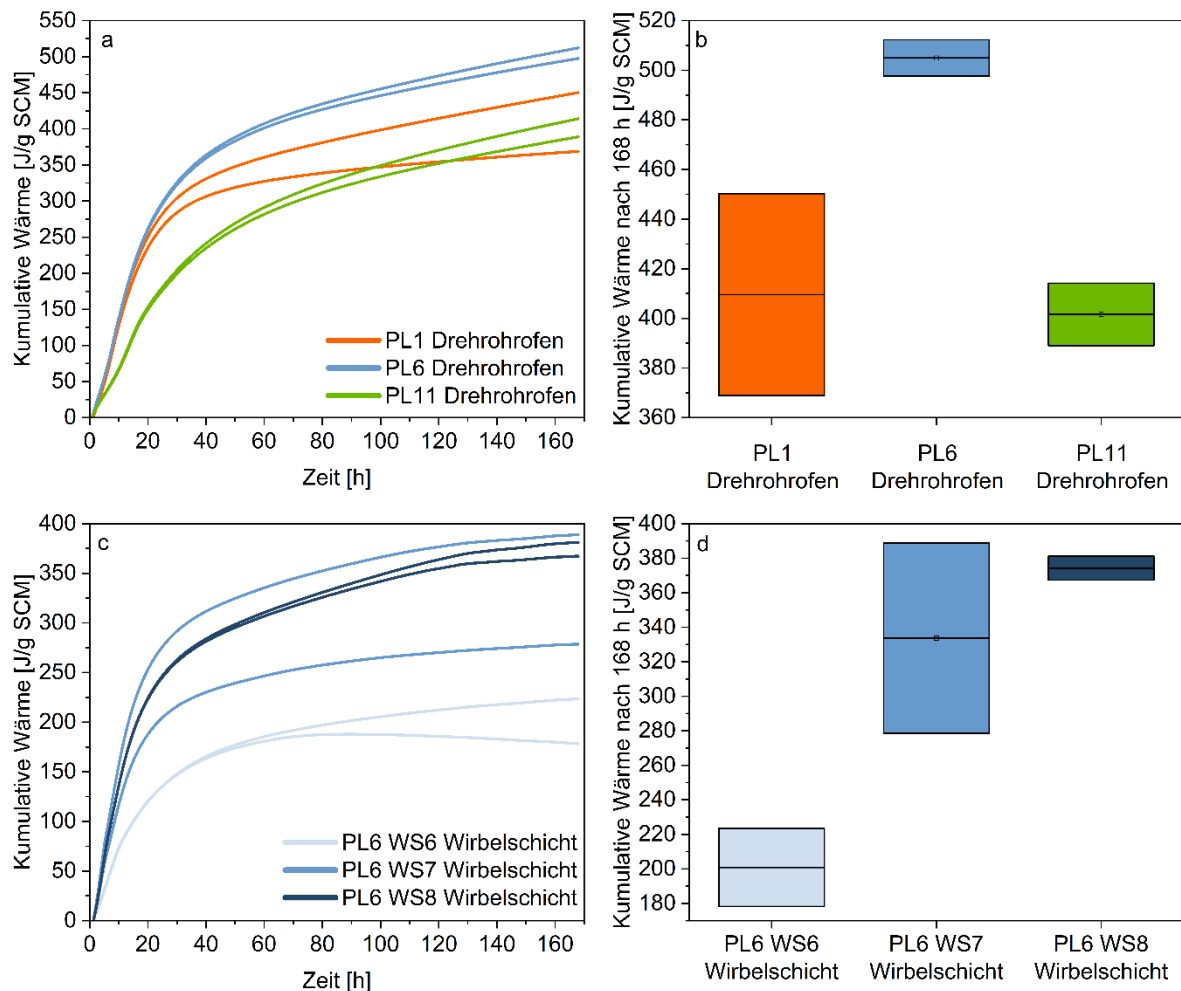 a
Kumulative Wärme [J/g SCM]
550
500
450
400
350
300
250
200
150
100
50
0
PL1 Drehrohrofen
PL6 Drehrohrofen
PL11 Drehrohrofen
0 20 40 60 80 100 120 140 160
Zeit [h]
b
Kumulative Wärme nach 168 h [J/g SCM]
520
500
480
460
440
420
400
380
360
PL1 PL6 PL11
Drehrohrofen Drehrohrofen Drehrohrofen
c
Kumulative Wärme [J/g SCM]
400
350
300
250
200
150
100
50
0
PL6 WS6 Wirbelschicht
PL6 WS7 Wirbelschicht
PL6 WS8 Wirbelschicht
0 20 40 60 80 100 120 140 160
Zeit [h]
d
Kumulative Wärme nach 168 h [J/g SCM]
400
380
360
340
320
300
280
260
240
220
200
180
PL6 WS6 PL6 WS7 PL6 WS8
Wirbelschicht Wirbelschicht Wirbelschicht